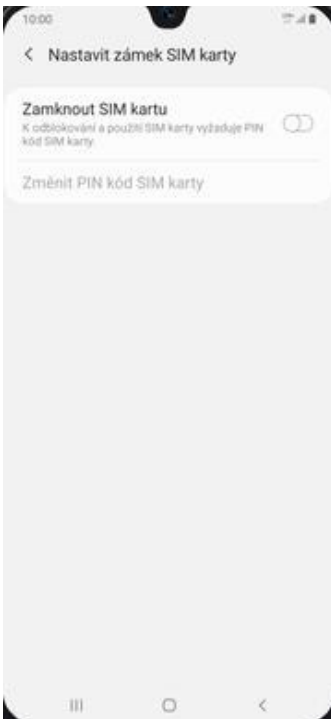 10:00
Nastavit zámek SIM karty
Zamknout SIM kartu
K odblokování a použití SIM karty vyžaduje PIN
kód SIM karty.
Změnit PIN kód SIM karty